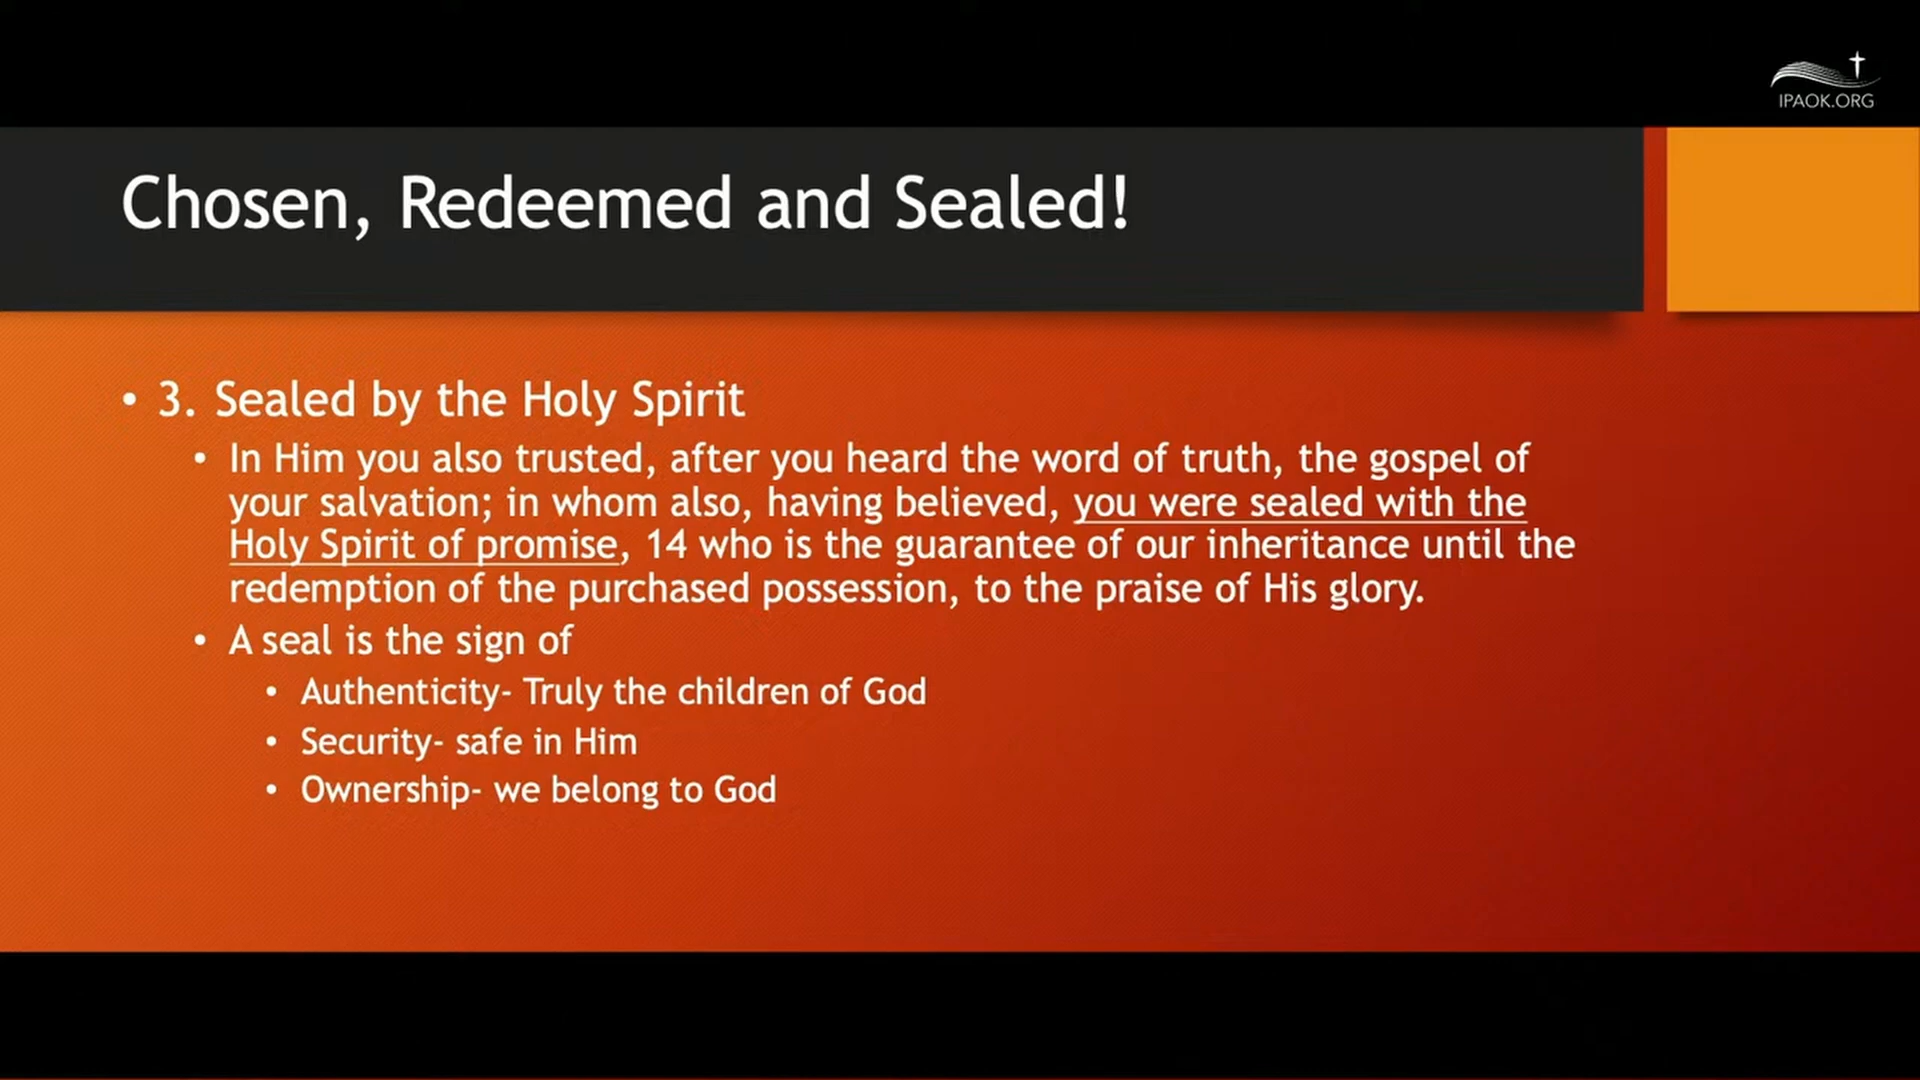 IPAOK.ORG
Chosen, Redeemed and Sealed!
• 3. Sealed by the Holy Spirit
• In Him you also trusted, after you heard the word of truth, the gospel of
your salvation; in whom also, having believed, you were sealed with the
Holy Spirit of promise, 14 who is the guarantee of our inheritance until the
redemption of the purchased possession, to the praise of His glory.
• A seal is the sign of
• Authenticity- Truly the children of God
• Security- safe in Him
• Ownership- we belong to God